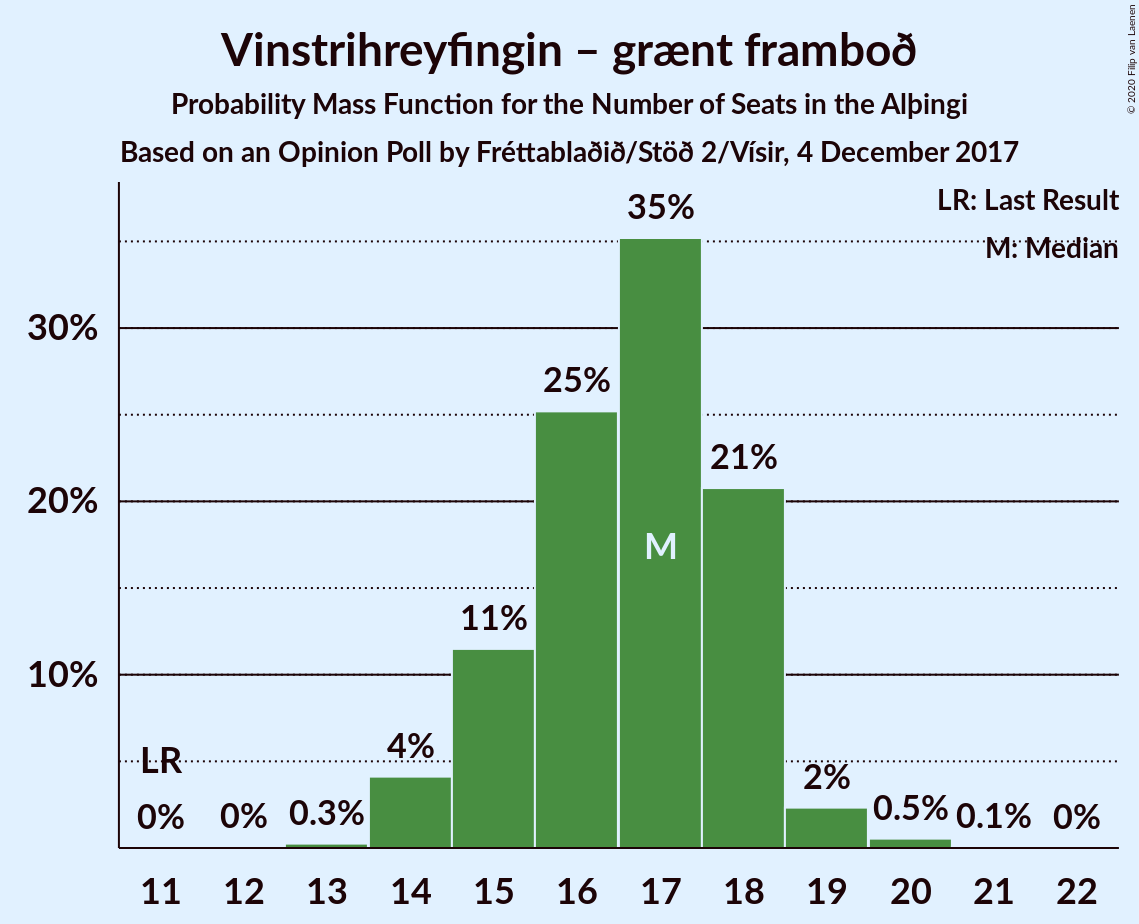 Vinstrihreyfingin – grænt framboð
Probability Mass Function for the Number of Seats in the Alþingi
Based on an Opinion Poll by Fréttablaðið/Stöð 2/Vísir, 4 December 2017
© 2020 Filip van Laenen
LR: Last Result
M: Median
35%
30%
25%
21%
20%
M
11%
10%
LR
4%
2%
0% 0% 0.3% 0.5% 0.1% 0%
11 12 13 14 15 16 17 18 19 20 21 22